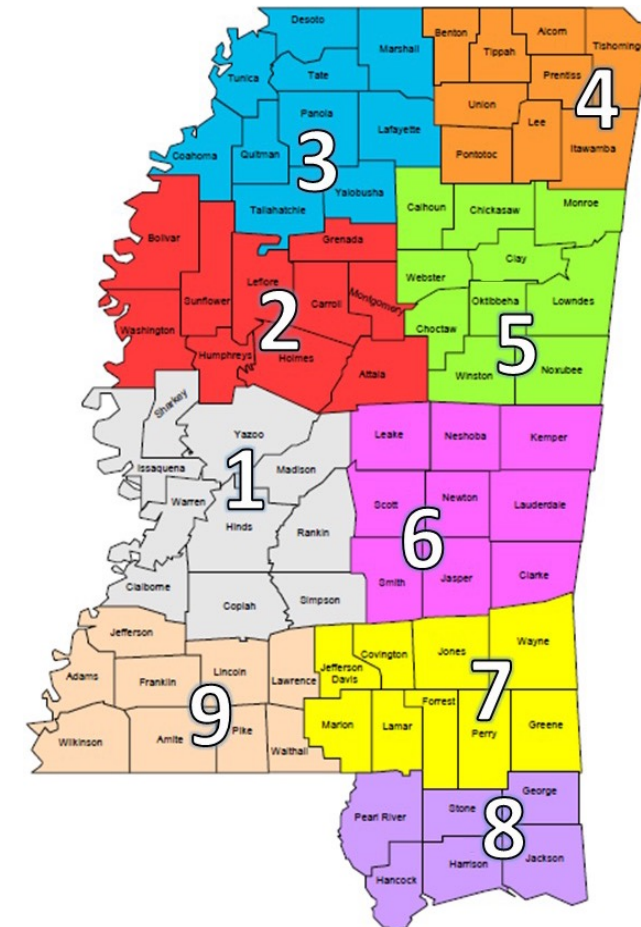 Desoto
Marshall
Tunica
Tate
Panola
Lafayette
Coahoma
Quitman
3
Yalobusha
Tallahatchie
Benton
Tippah
Alcorn
Tishoming
Prentiss
4
Union
Lee
Pontotoc
Itawamba
Bolivar
Grenada
Leflore
Sunflower
2
Carroll
Montgomery
Washington
Humphreys
Holmes
Attala
Calhoun
Chickasaw
Monroe
Webster
Clay
Oktibbeha
Lowndes
Choctaw
5
Winston
Noxubee
Sharkey
Yazoo
Issaquena
1
Madison
Warren
Hinds
Rankin
Claiborne
Copiah
Simpson
Leake
Neshoba
Kemper
Scott
Newton
Lauderdale
6
Smith
Jasper
Clarke
Jefferson
Adams
Franklin
Lincoln
Lawrence
9
Wilkinson
Amite
Pike
Walthall
Jefferson
Davis
Covington
Jones
Wayne
7
Marion
Lamar
Forrest
Perry
Greene
Pearl River
Stone
George
8
Hancock
Harrison
Jackson